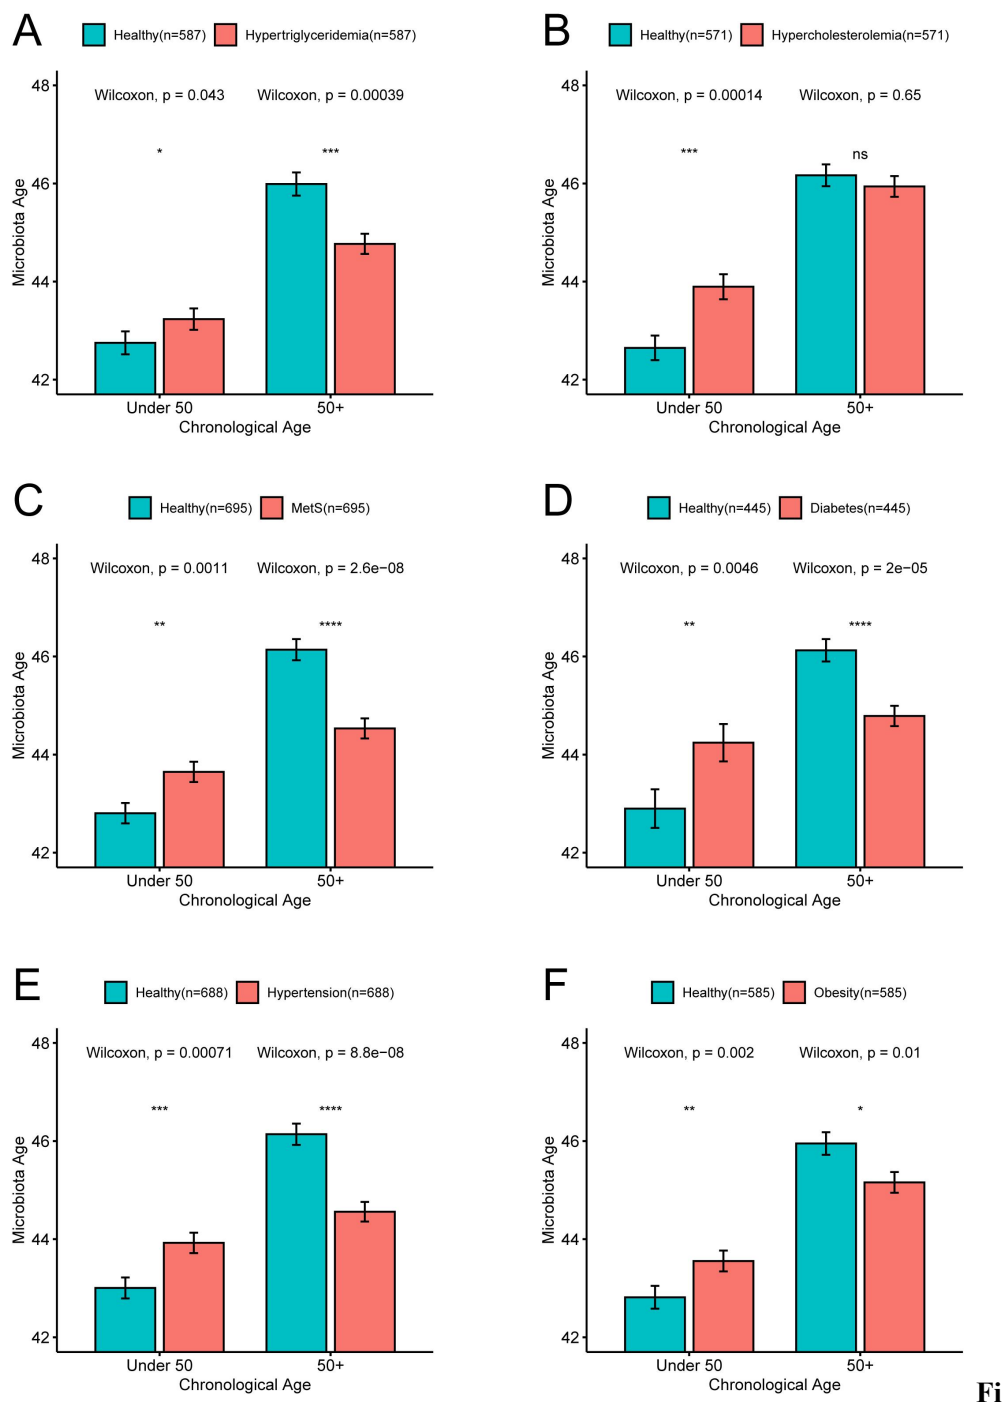 A
Healthy(n=587) Hypertriglyceridemia(n=587)
48
Wilcoxon, p = 0.043 Wilcoxon, p = 0.00039
* ***
46
Microbiota Age
44
42
Under 50 50+
Chronological Age
B
Healthy(n=571) Hypercholesterolemia(n=571)
48
Wilcoxon, p = 0.00014 Wilcoxon, p = 0.65
*** ns
46
Microbiota Age
44
42
Under 50 50+
Chronological Age
C
Healthy(n=695) MetS(n=695)
48
Wilcoxon, p = 0.0011 Wilcoxon, p = 2.6e−08
** ****
46
Microbiota Age
44
42
Under 50 50+
Chronological Age
D
Healthy(n=445) Diabetes(n=445)
48
Wilcoxon, p = 0.0046 Wilcoxon, p = 2e−05
** ****
46
Microbiota Age
44
42
Under 50 50+
Chronological Age
E
Healthy(n=688) Hypertension(n=688)
48
Wilcoxon, p = 0.00071 Wilcoxon, p = 8.8e−08
*** ****
46
Microbiota Age
44
42
Under 50 50+
Chronological Age
F
Healthy(n=585) Obesity(n=585)
48
Wilcoxon, p = 0.002 Wilcoxon, p = 0.01
** *
46
Microbiota Age
44
42
Under 50 50+
Chronological Age
Fi